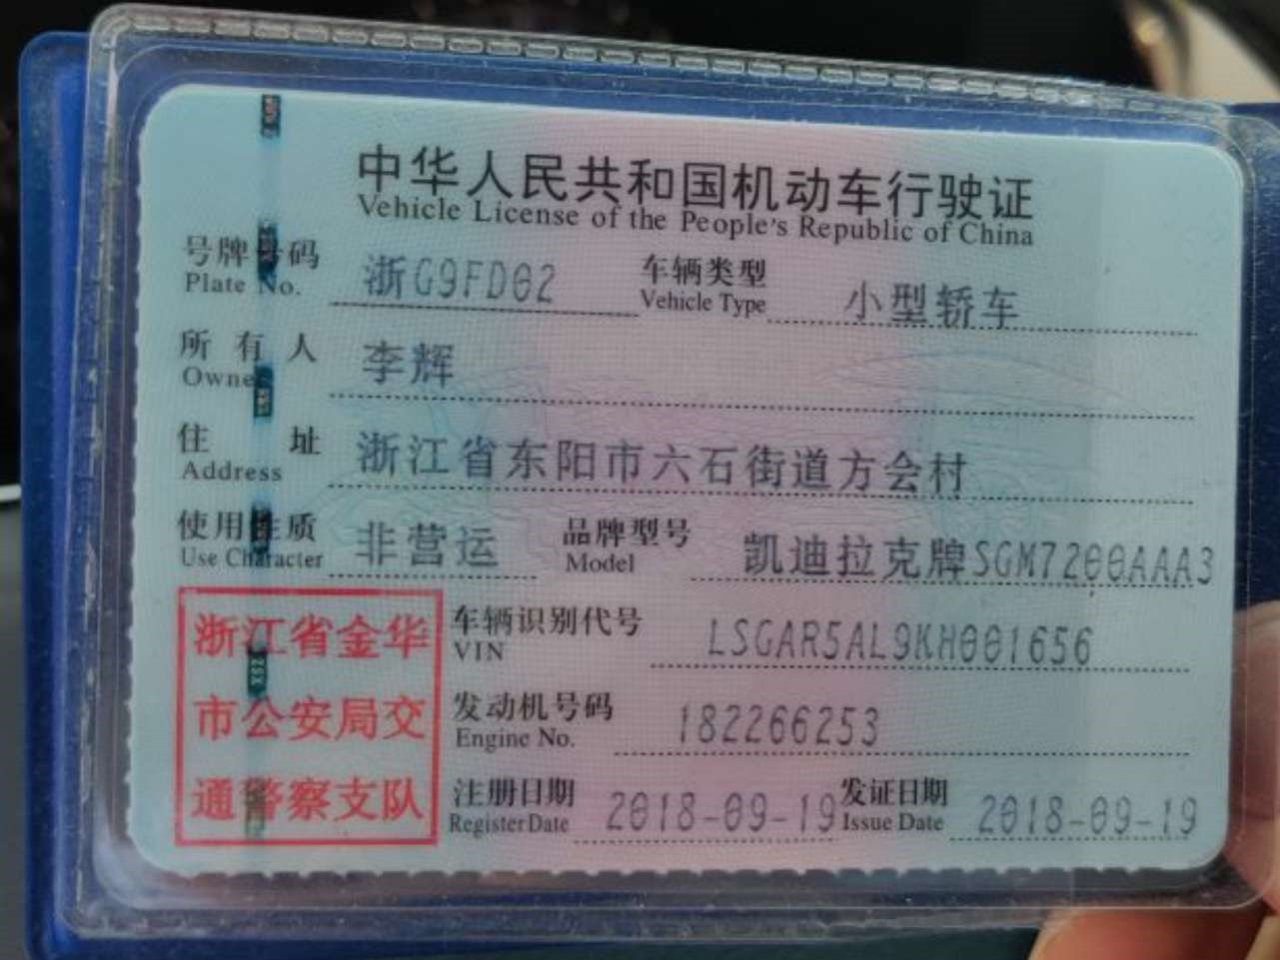 中华人民共和国机动车行驶证
Vehicle License of the People's Republic of China
号牌号码 浙G9FD02 车辆类型 小型轿车
Plate No. Vehicle Type
所有人 李辉
Owner
住址 浙江省东阳市六石街道方会村
Address
使用性质 非营运 品牌型号 凯迪拉克牌SGM7200AAA3
Use Character Model
浙江省金华
市公安局交
通警察支队
车辆识别代号 LSGAR5AL9KH001656
VIN
发动机号码 182266253
Engine No.
注册日期 2018-09-19 发证日期 2018-09-19
Register Date Issue Date